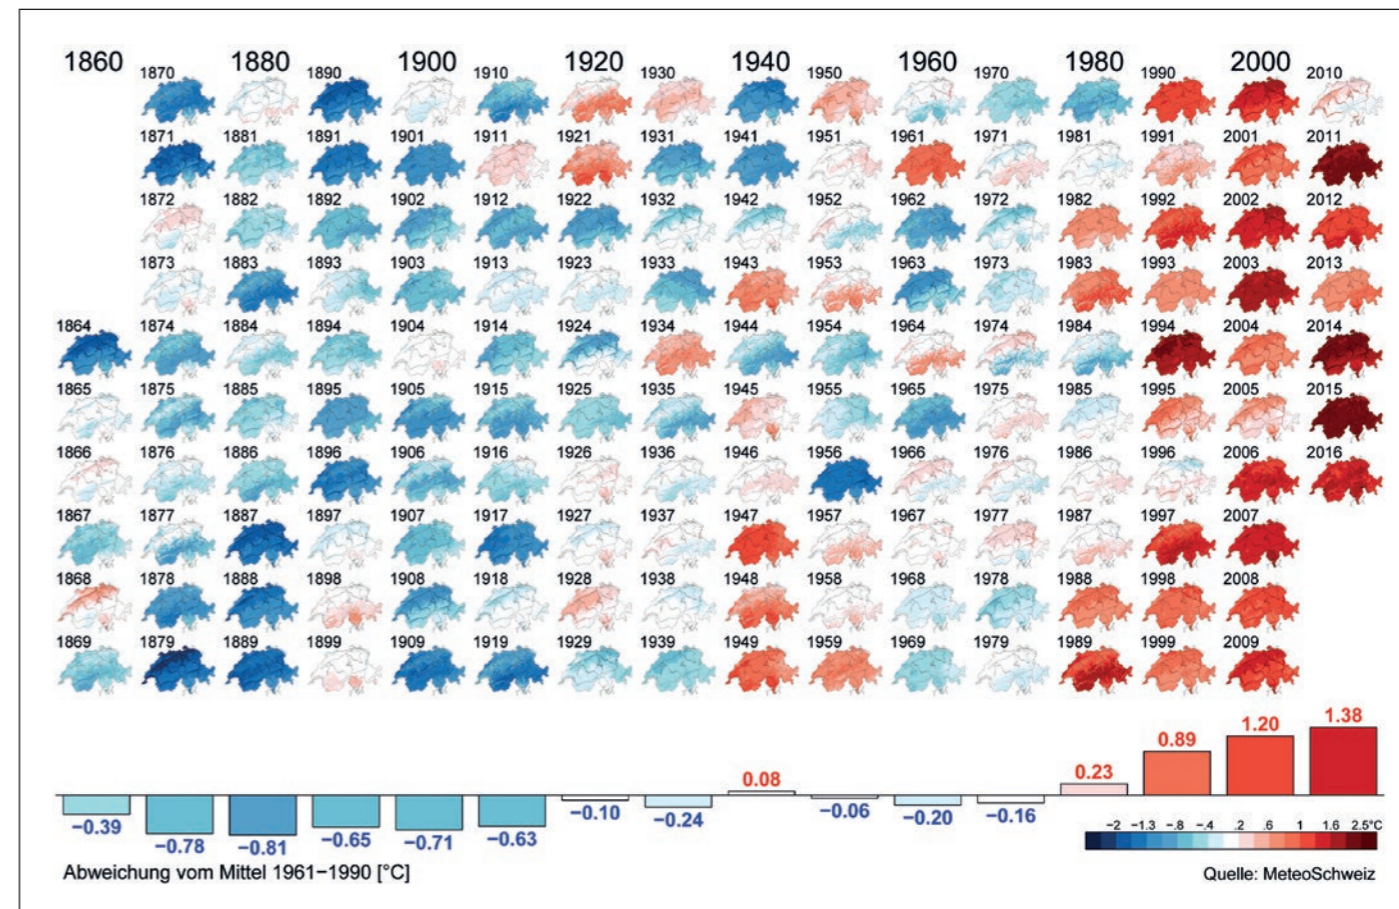 1860 1870 1880 1890 1900 1910 1920 1930 1940 1950 1960 1970 1980 1990 2000 2010
1871 1881 1891 1901 1911 1921 1931 1941 1951 1961 1971 1981 1991 2001 2011
1872 1882 1892 1902 1912 1922 1932 1942 1952 1962 1972 1982 1992 2002 2012
1873 1883 1893 1903 1913 1923 1933 1943 1953 1963 1973 1983 1993 2003 2013
1864 1874 1884 1894 1904 1914 1924 1934 1944 1954 1964 1974 1984 1994 2004 2014
1865 1875 1885 1895 1905 1915 1925 1935 1945 1955 1965 1975 1985 1995 2005 2015
1866 1876 1886 1896 1906 1916 1926 1936 1946 1956 1966 1976 1986 1996 2006 2016
1867 1877 1887 1897 1907 1917 1927 1937 1947 1957 1967 1977 1987 1997 2007
1868 1878 1888 1898 1908 1918 1928 1938 1948 1958 1968 1978 1988 1998 2008
1869 1879 1889 1899 1909 1919 1929 1939 1949 1959 1969 1979 1989 1999 2009
0.08 0.23 0.89 1.20 1.38
−0.39 −0.78 −0.81 −0.65 −0.71 −0.63 −0.10 −0.24 −0.06 −0.20 −0.16
−2 −1.3 −.8 −.4 .2 .6 1 1.6 2.5°C
Abweichung vom Mittel 1961−1990 [°C]
Quelle: MeteoSchweiz